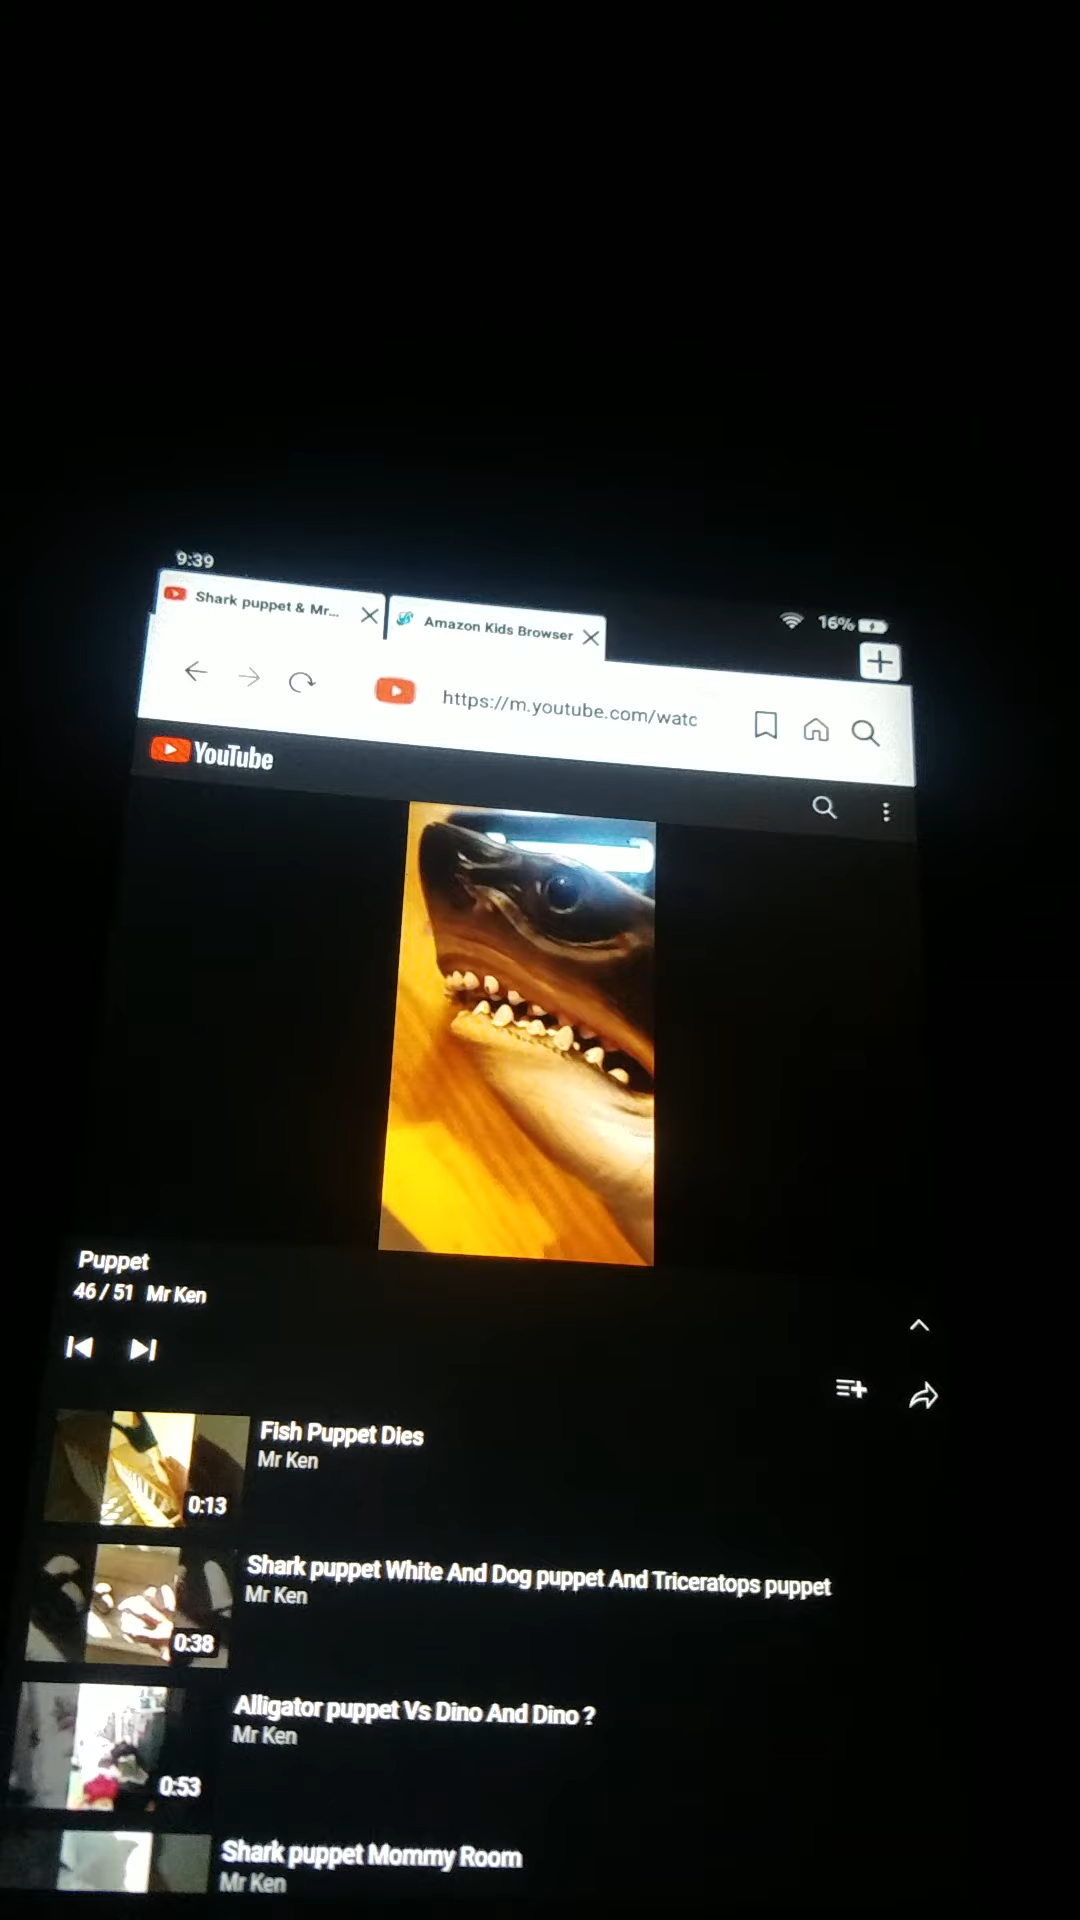 9:39
16%
Shark puppet & Mr...
Amazon Kids Browser
https://m.youtube.com/watc
YouTube
Puppet
46 / 51 Mr Ken
Fish Puppet Dies
Mr Ken
0:13
Shark puppet White And Dog puppet And Triceratops puppet
Mr Ken
0:38
Alligator puppet Vs Dino And Dino ?
Mr Ken
0:53
Shark puppet Mommy Room
Mr Ken